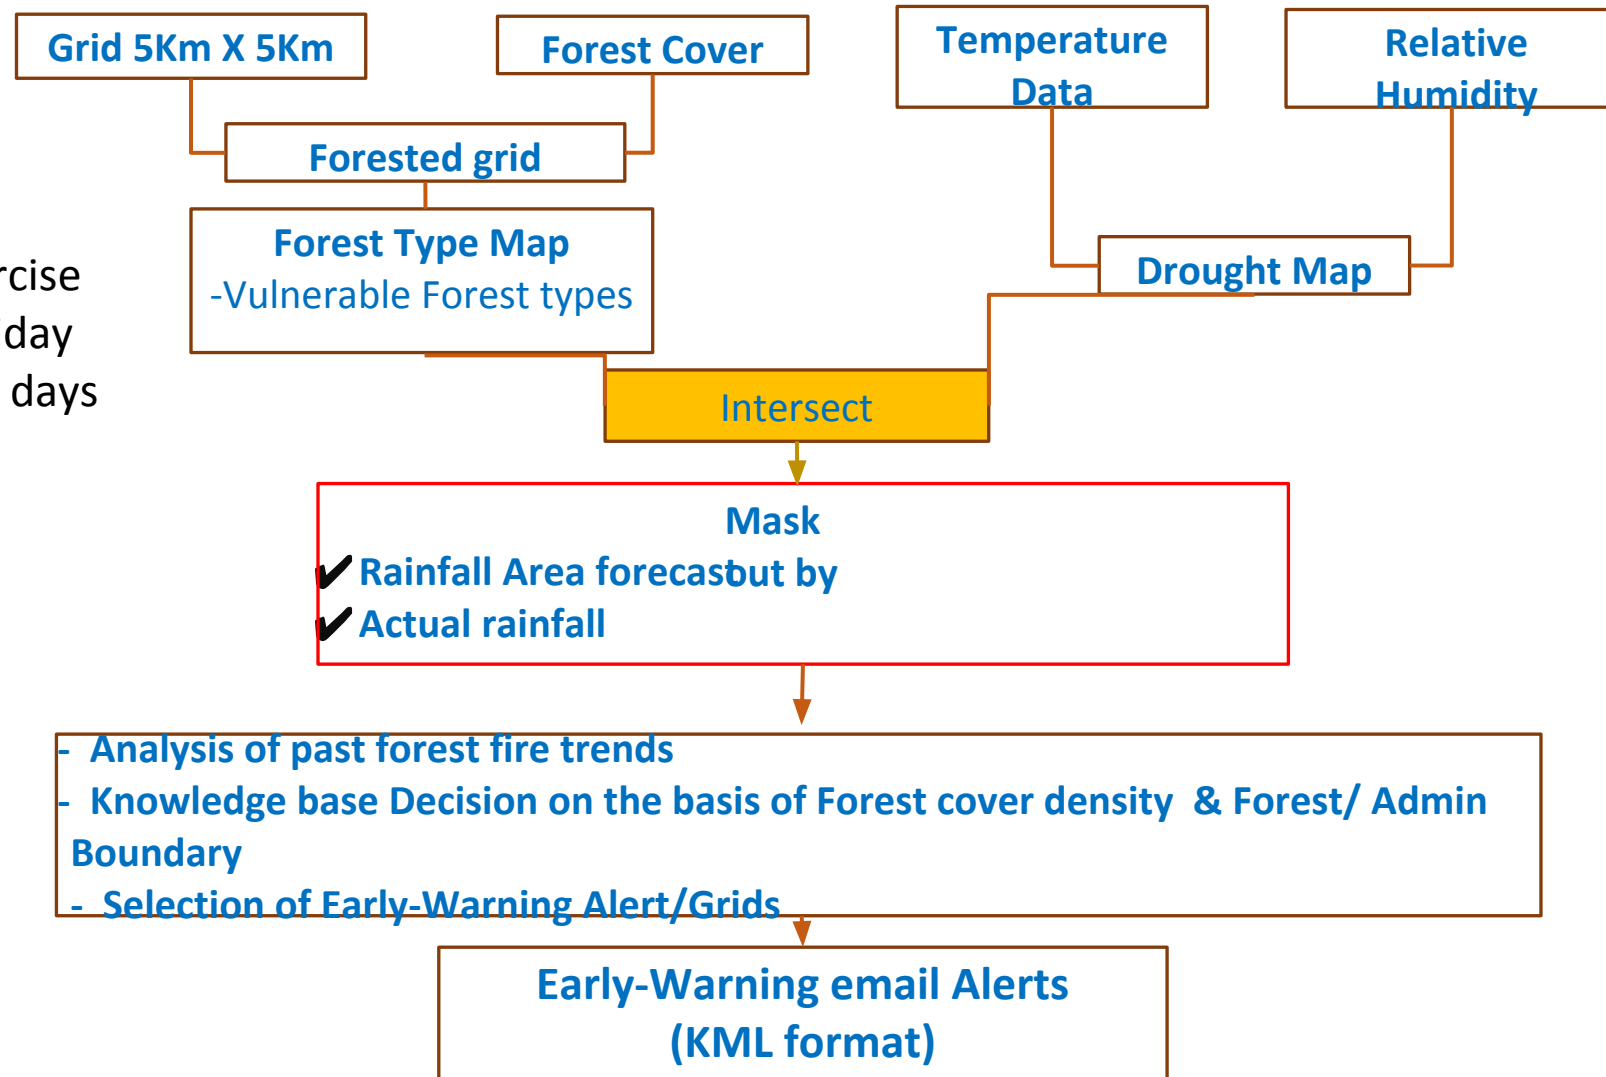 Grid 5Km X 5Km
Forest Cover
Temperature
Data
Relative
Humidity
Forested grid
Forest Type Map
-Vulnerable Forest types
Drought Map
days
Intersect
Mask
out by
✔ Rainfall Area forecast
✔ Actual rainfall
- Analysis of past forest fire trends
- Knowledge base Decision on the basis of Forest cover density & Forest/ Admin
Boundary
- Selection of Early-Warning Alert/Grids
Early-Warning email Alerts
(KML format)